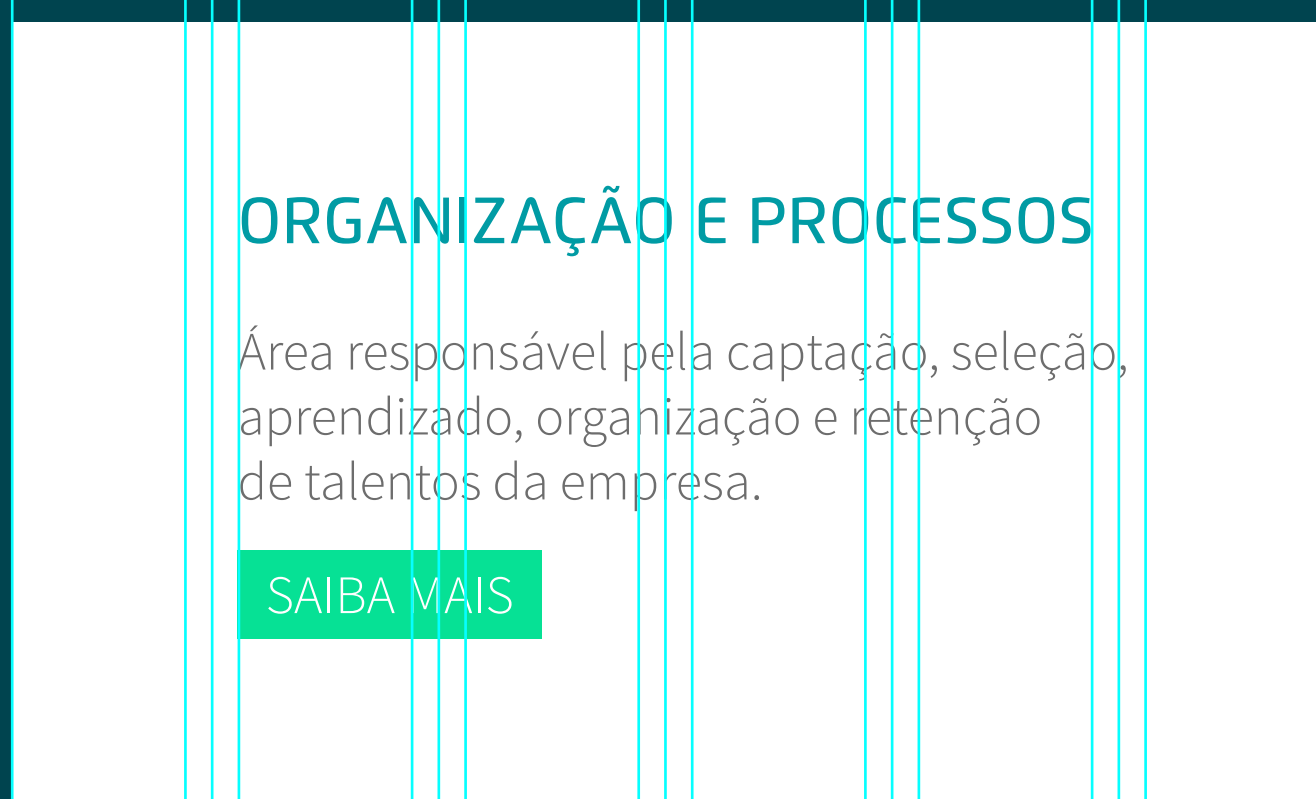 ORGANIZAÇÃO E PROCESSOS
Área responsável pela captação, seleção,
aprendizado, organização e retenção
de talentos da empresa.
SAIBA MAIS